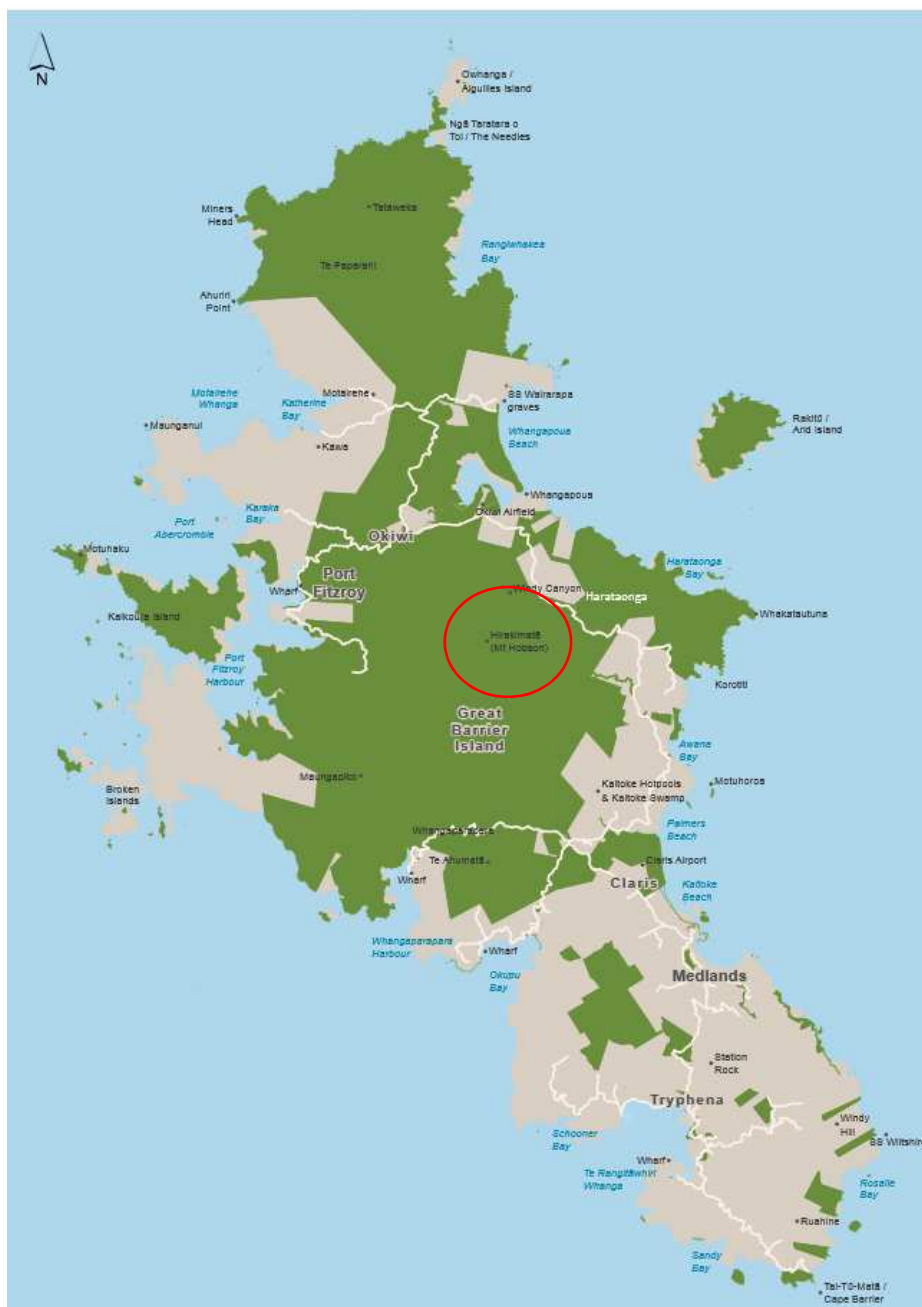 N
Owhanga /
Aiguilles Island
Ngā Taratara o
Toi / The Needles
Miners
Head
Tataweka
Rangiwhakea
Bay
Te Paparahi
Ahuriri
Point
Motairehe
Whanga
Katherine
Bay
Motairehe
SS Wairarapa
graves
Maunganui
Kawa
Whangapoua
Beach
Rakitū /
Arid Island
Whangapoua
Karaka
Bay
Port
Abercrombie
Okiwi Airfield
Okiwi
Motuhaku
Port
Fitzroy
Wharf
Harataonga
Bay
Windy Canyon
Harataonga
Kaikoura Island
Whakatautuna
Hirakimatā
(Mt Hobson)
Port
Fitzroy
Harbour
Korotiti
Great
Barrier
Island
Awana
Bay
Maungapiko
Motuhoroa
Broken
Islands
Kaitoke Hotpools
& Kaitoke Swamp
Palmers
Beach
Whangaparapara
Te Ahumatā
Wharf
Claris Airport
Claris
Kaitoke
Beach
Whangaparapara
Harbour
Wharf
Okupu
Bay
Medlands
Station
Rock
Tryphena
Windy
Hill
SS Wiltshire
Schooner
Bay
Wharf
Te Rangitāwhiri
Whanga
Rosalie
Bay
Ruahine
Sandy
Bay
Tai-Tū-Matā /
Cape Barrier